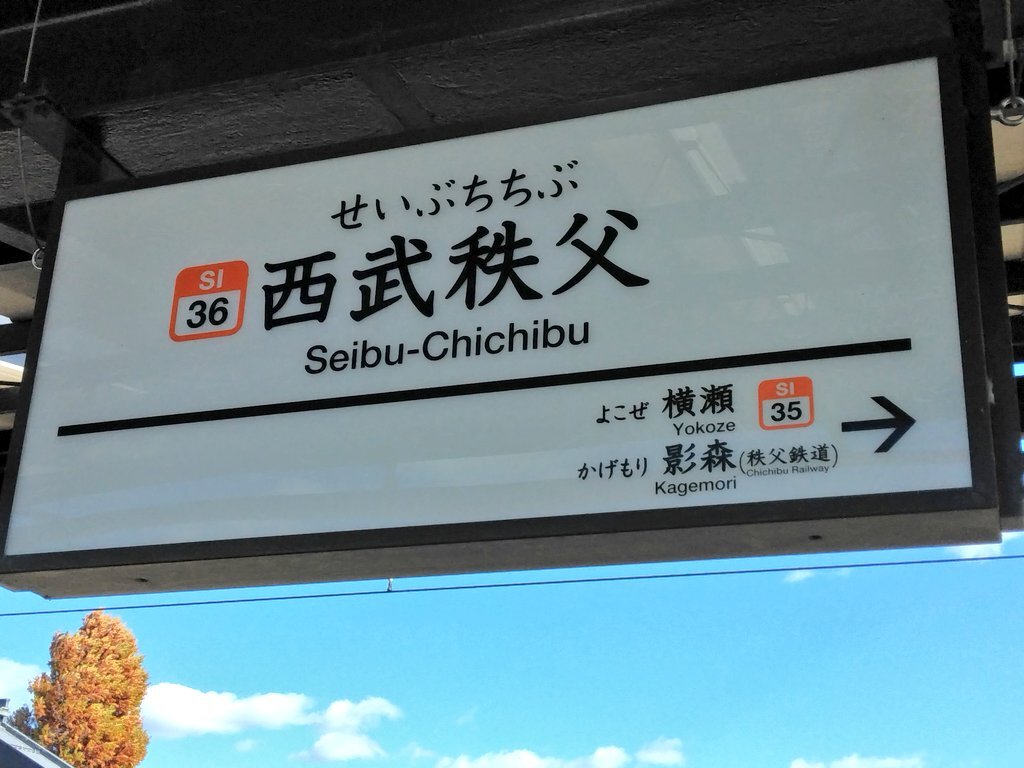 せいぶちちぶ
SI
36
西武秩父
Seibu-Chichibu
よこぜ 横瀬
Yokoze
SI
35
かげもり 影森(秩父鉄道)
Kagemori
Chichibu Railway